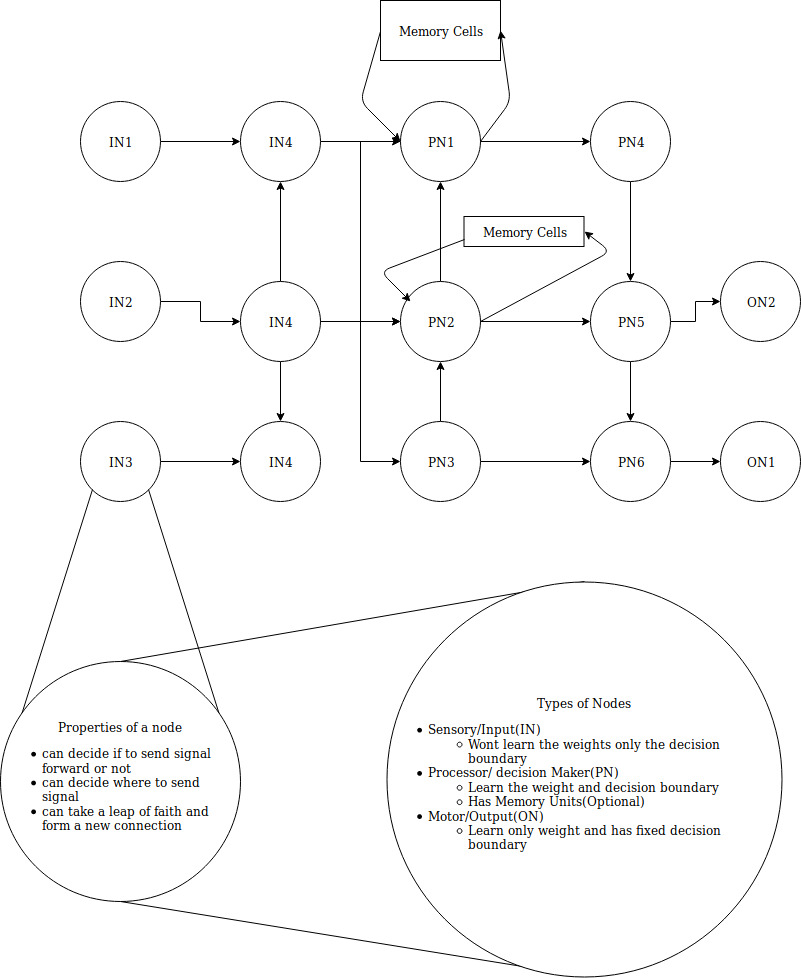 Memory Cells
IN1
IN4
PN1
PN4
Memory Cells
IN2
IN4
PN2
PN5
ON2
IN3
IN4
PN3
PN6
ON1
Properties of a node
• can decide if to send signal
forward or not
• can decide where to send
signal
• can take a leap of faith and
form a new connection
Types of Nodes
• Sensory/Input(IN)
◦ Wont learn the weights only the decision
boundary
• Processor/ decision Maker(PN)
◦ Learn the weight and decision boundary
◦ Has Memory Units(Optional)
• Motor/Output(ON)
◦ Learn only weight and has fixed decision
boundary